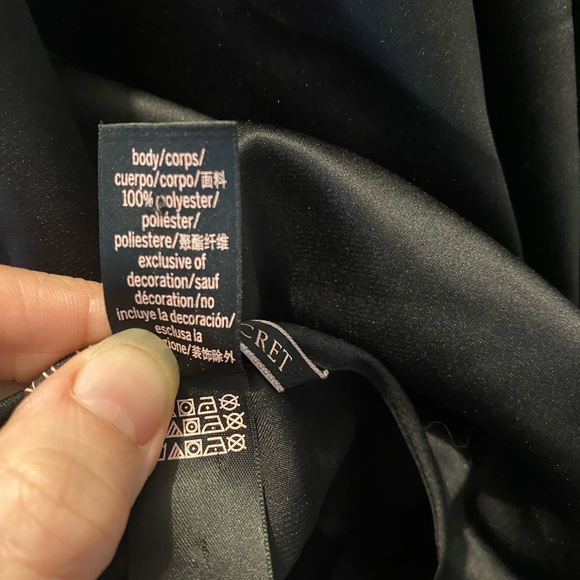 body/corps/
cuerpo/corpo/面料
100% polyester/
poliéster/
poliestere/聚酯纤维
exclusive of
decoration/sauf
décoration/no
incluye la decoración/
esclusa la
zione/装饰除外
CRET